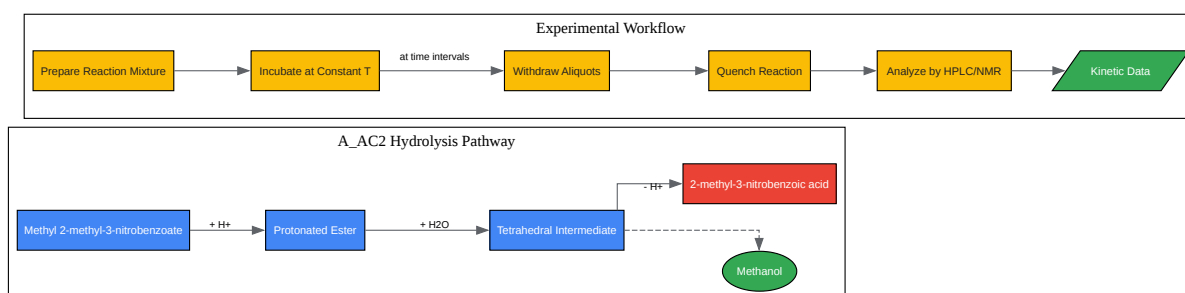 Experimental Workflow
Prepare Reaction Mixture
Incubate at Constant T
at time intervals
Withdraw Aliquots
Quench Reaction
Analyze by HPLC/NMR
Kinetic Data
A_AC2 Hydrolysis Pathway
Methyl 2-methyl-3-nitrobenzoate
+ H+
Protonated Ester
+ H2O
Tetrahedral Intermediate
- H+
2-methyl-3-nitrobenzoic acid
Methanol